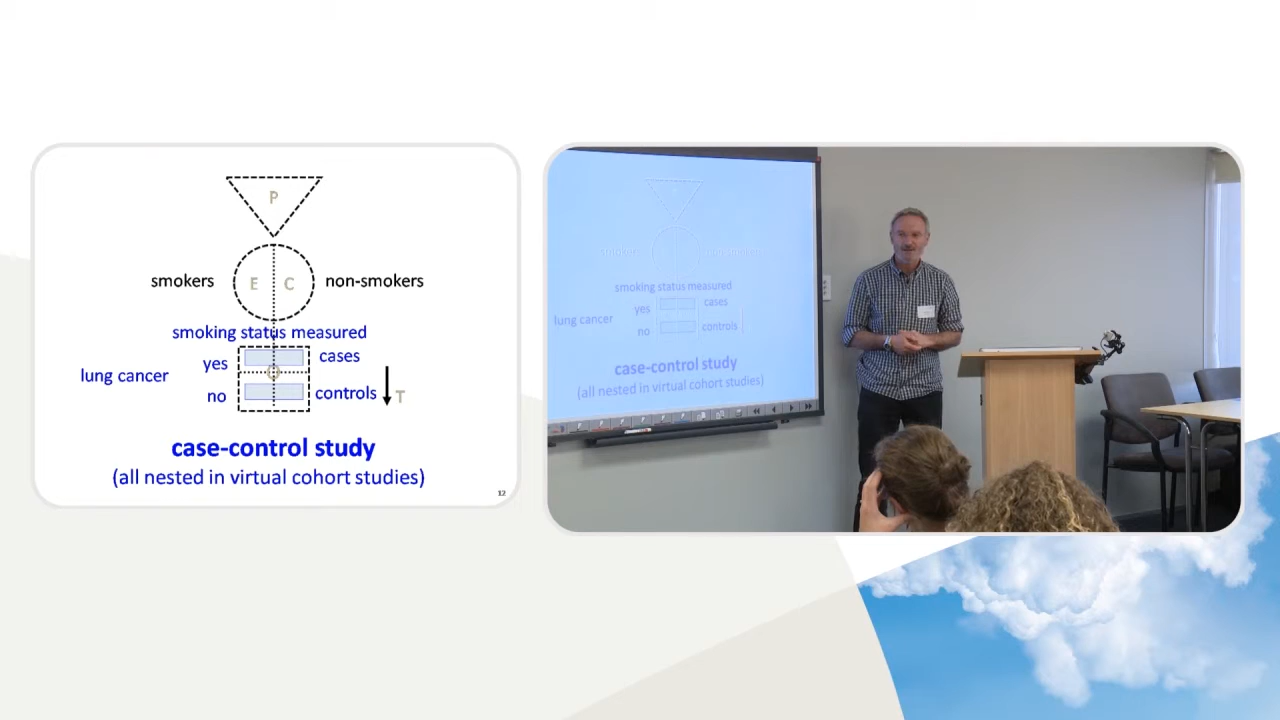 P
smokers E C non-smokers
smoking status measured
yes cases
lung cancer O
no controls T
case-control study
(all nested in virtual cohort studies)
12
smoking status measured
yes cases
lung cancer
no controls
case-control study
(all nested in virtual cohort studies)